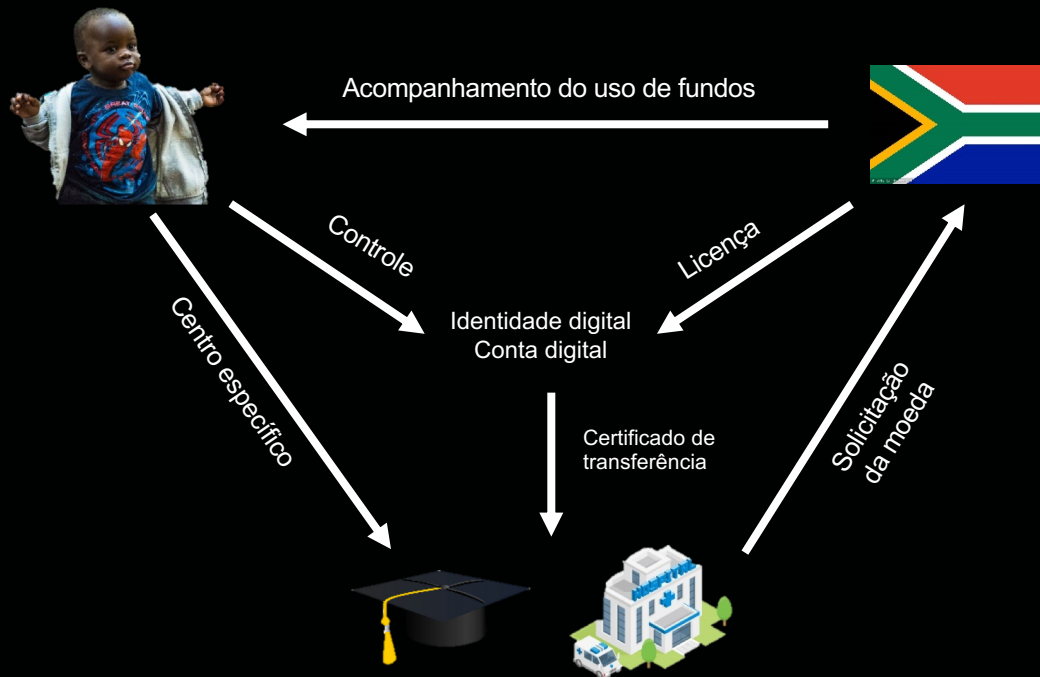 Acompanhamento do uso de fundos
Controle
Licença
Identidade digital
Conta digital
Centro específico
Certificado de
transferência
Solicitação
da moeda
HOSPITAL